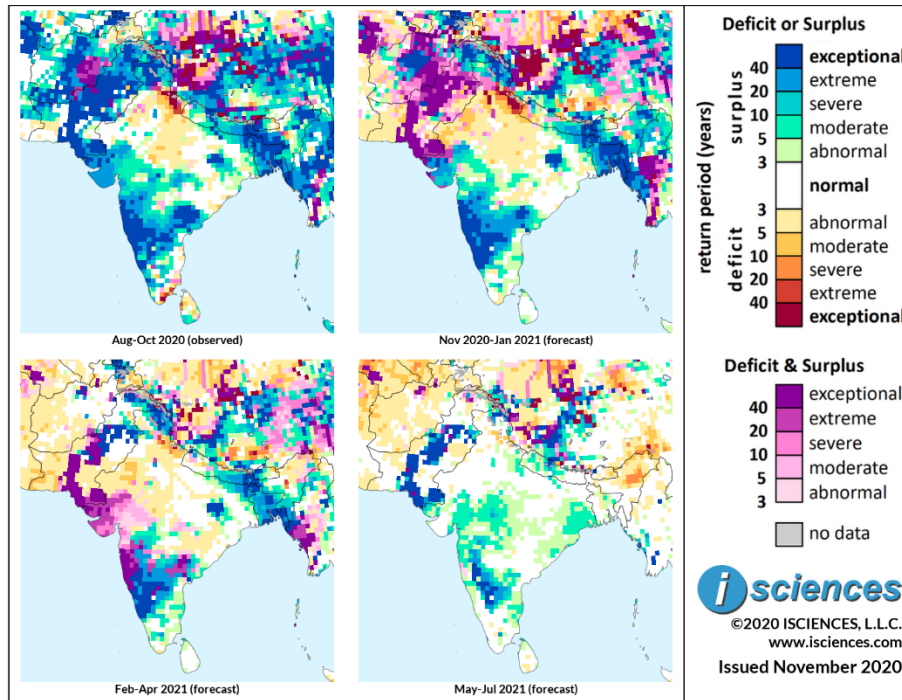 Aug-Oct 2020 (observed)
Nov 2020-Jan 2021 (forecast)
Feb-Apr 2021 (forecast)
May-Jul 2021 (forecast)
Deficit or Surplus
return period (years)
surplus
deficit
exceptional
40
extreme
20
severe
10
moderate
5
abnormal
3
normal
3
abnormal
5
moderate
10
severe
20
extreme
40
exceptional
Deficit & Surplus
exceptional
40
extreme
20
severe
10
moderate
5
abnormal
3
no data
i sciences
©2020 ISCIENCES, L.L.C.
www.isciences.com
Issued November 2020